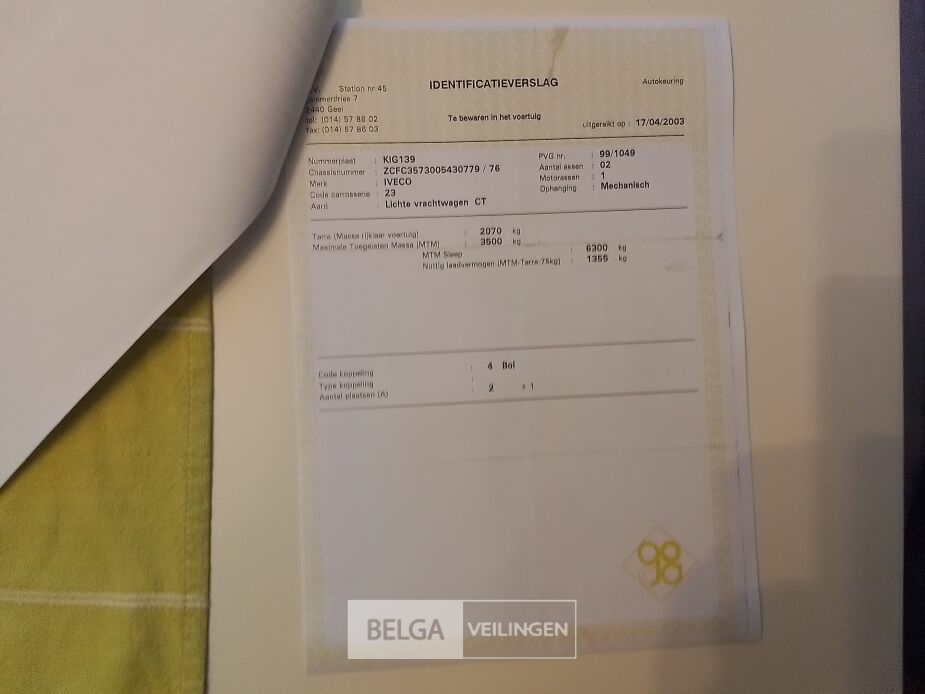 .V. Station nr 45
ammerdries 7
2440 Geel
tel: (014) 57 86 02
fax: (014) 57 86 03
IDENTIFICATIEVERSLAG
Te bewaren in het voertuig
Autokeuring
uitgereikt op : 17/04/2003
Nummerplaat : KIG139
Chassisnummer : ZCFC3573005430779 / 76
Merk : IVECO
Code carrosserie : Z3
Aard : Lichte vrachtwagen CT
PVG nr. : 99/1049
Aantal assen : 02
Motorassen : 1
Ophanging : Mechanisch
Tarra (Massa rijklaar voertuig) : 2070 kg
Maximale Toegelaten Massa (MTM) : 3500 kg
MTM Sleep : 6300 kg
Nuttig laadvermogen (MTM-Tarra-75kg) : 1355 kg
Code koppeling : 4 Bol
Type koppeling :
Aantal plaatsen (A) : 2 + 1
98
BELGA VEILINGEN